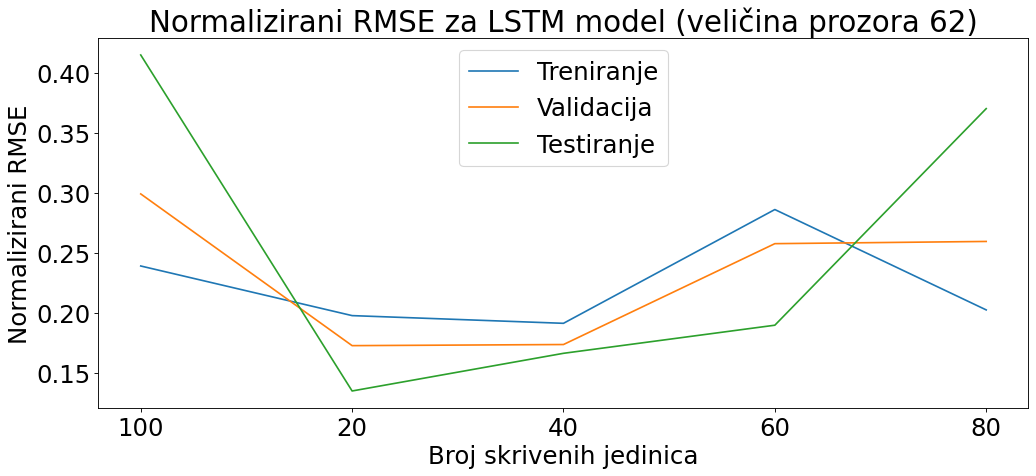 Normalizirani RMSE za LSTM model (veličina prozora 62)
Normalizirani RMSE
0.40
0.35
0.30
0.25
0.20
0.15
Treniranje
Validacija
Testiranje
100 20 40 60 80
Broj skrivenih jedinica